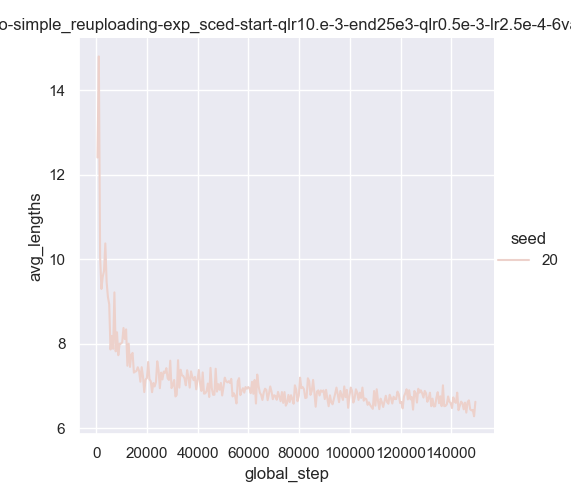 o-simple_reuploading-exp_sced-start-qlr10.e-3-end25e3-qlr0.5e-3-lr2.5e-4-6va
14
12
10
8
6
avg_lengths
0 20000 40000 60000 80000 100000 120000 140000
global_step
seed
20